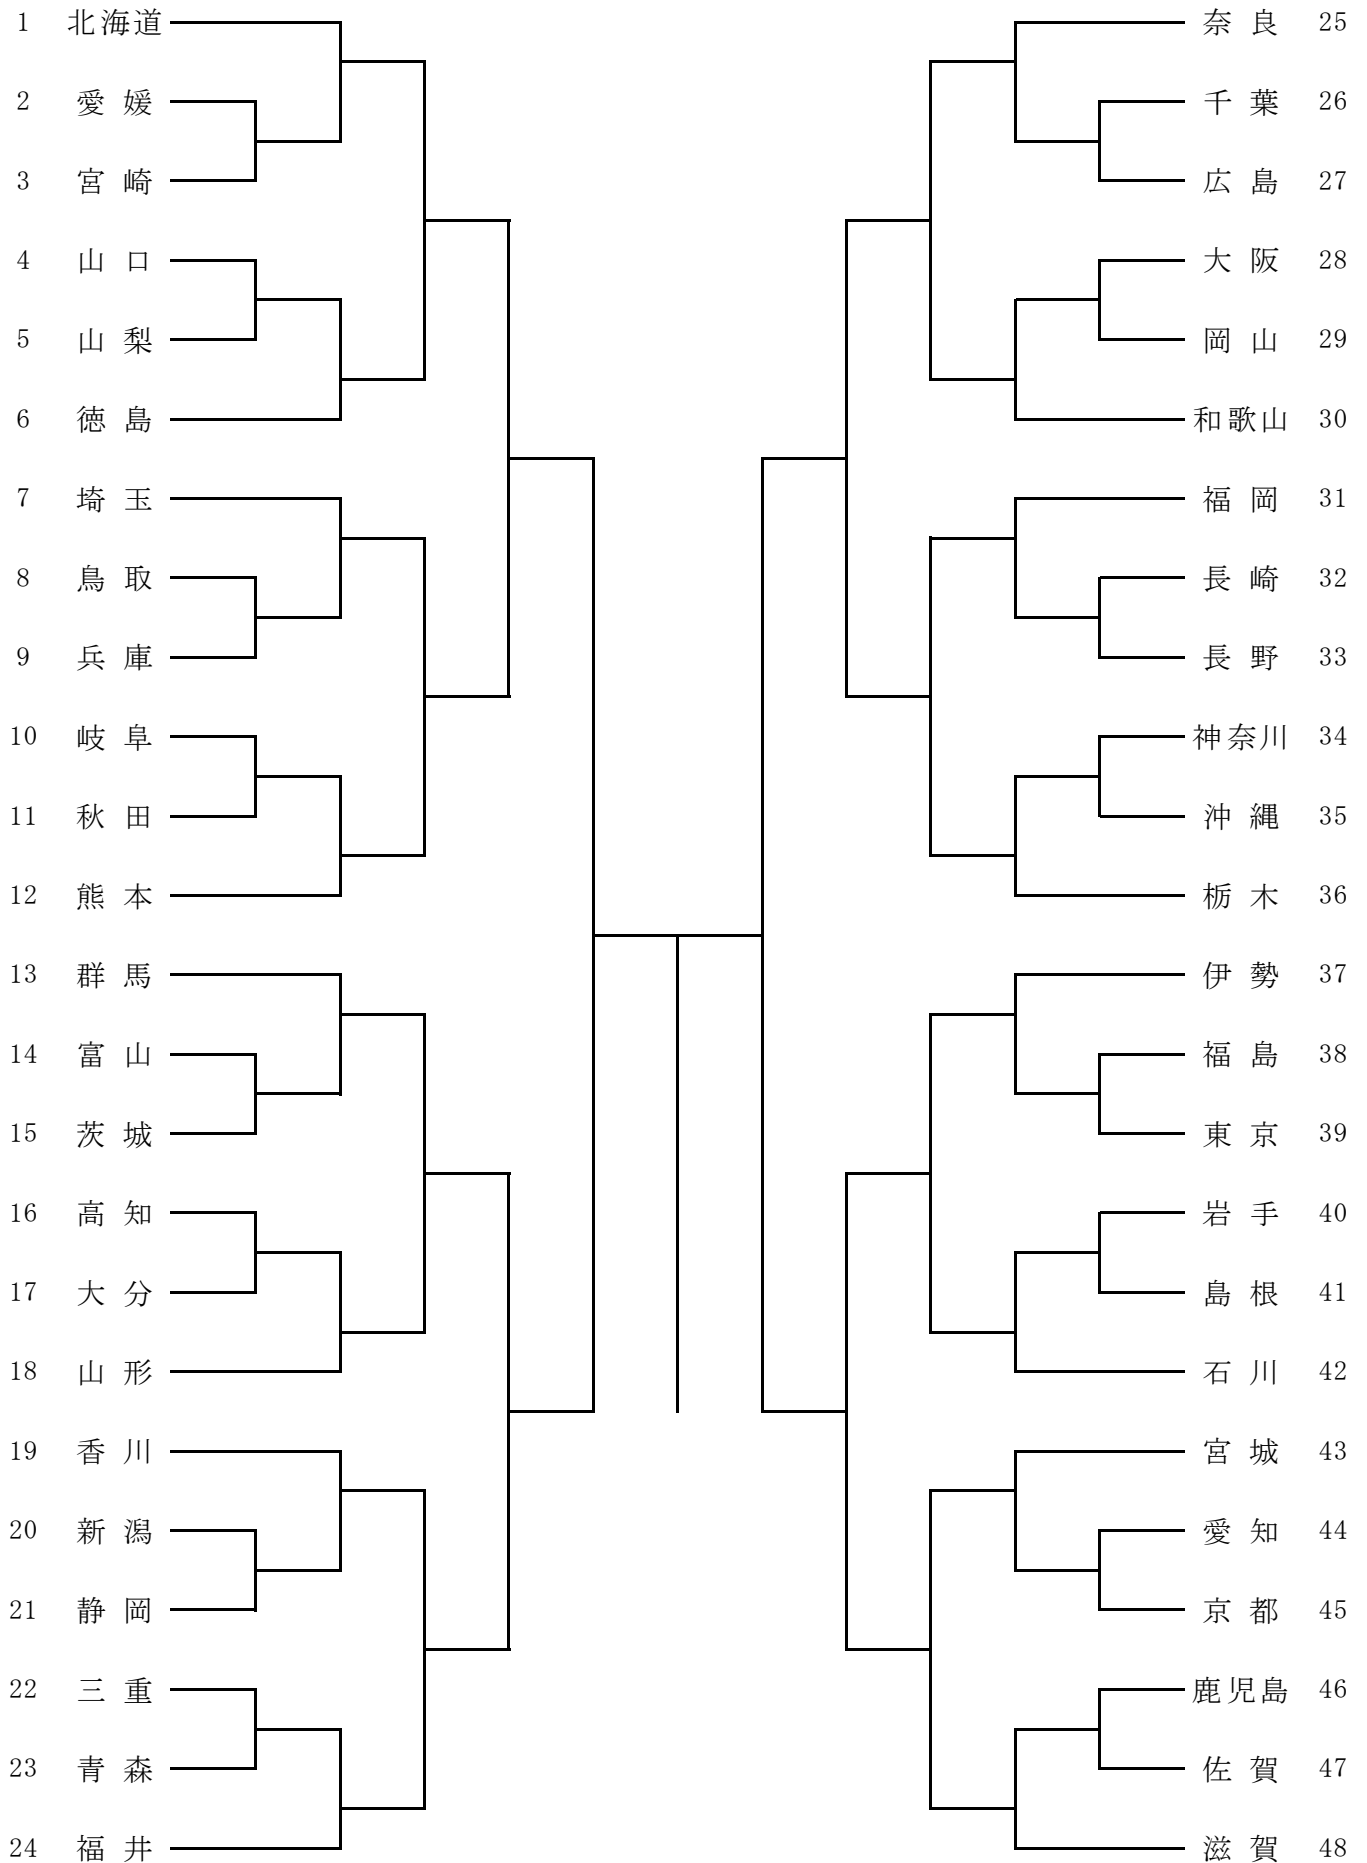 1 北海道
2 愛媛
3 宮崎
4 山口
5 山梨
6 徳島
7 埼玉
8 鳥取
9 兵庫
10 岐阜
11 秋田
12 熊本
13 群馬
14 富山
15 茨城
16 高知
17 大分
18 山形
19 香川
20 新潟
21 静岡
22 三重
23 青森
24 福井
奈良 25
千葉 26
広島 27
大阪 28
岡山 29
和歌山 30
福岡 31
長崎 32
長野 33
神奈川 34
沖縄 35
栃木 36
伊勢 37
福島 38
東京 39
岩手 40
島根 41
石川 42
宮城 43
愛知 44
京都 45
鹿児島 46
佐賀 47
滋賀 48